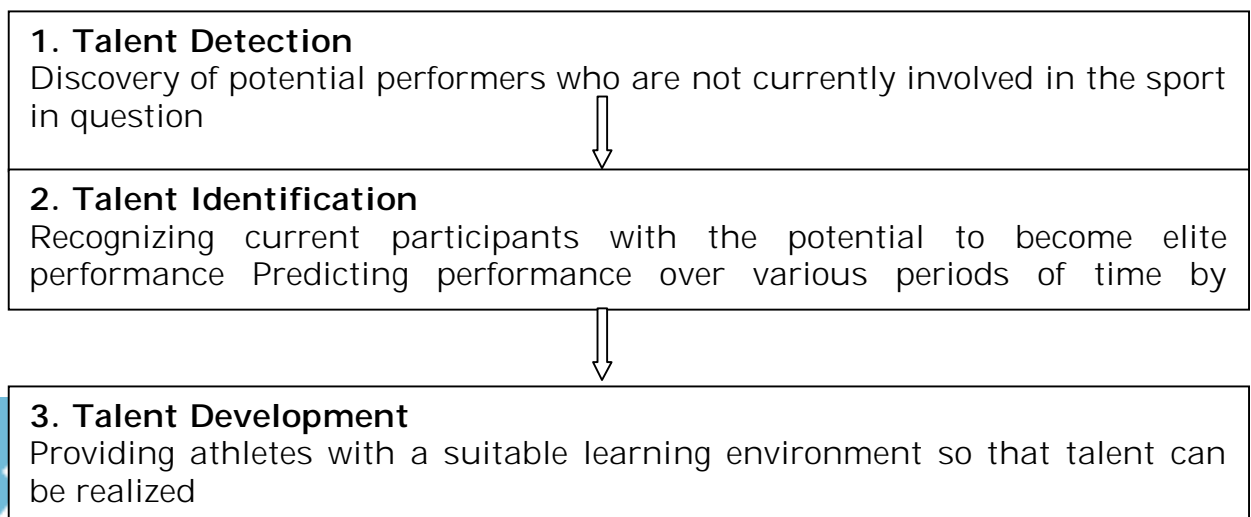 1. Talent Detection
Discovery of potential performers who are not currently involved in the sport
in question
2. Talent Identification
Recognizing current participants with the potential to become elite
performance Predicting performance over various periods of time by
3. Talent Development
Providing athletes with a suitable learning environment so that talent can
be realized